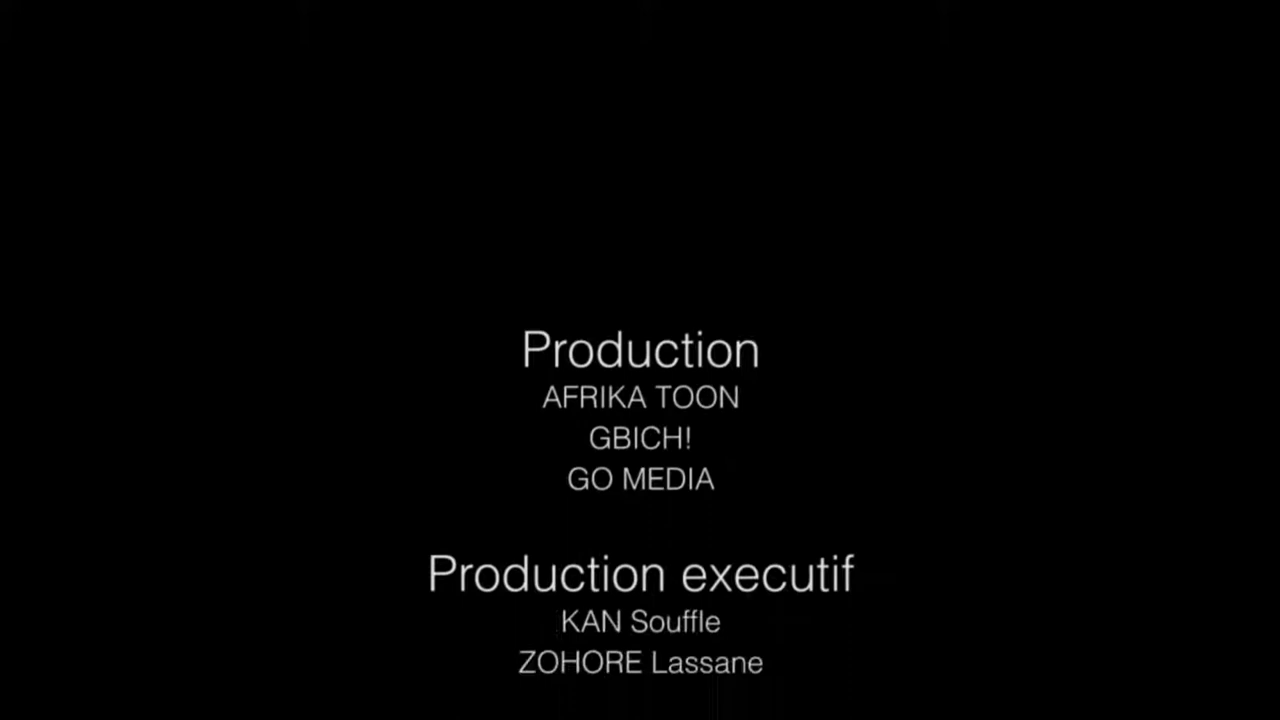 Production
AFRIKA TOON
GBICH!
GO MEDIA
Production executif
KAN Souffle
ZOHORE Lassane